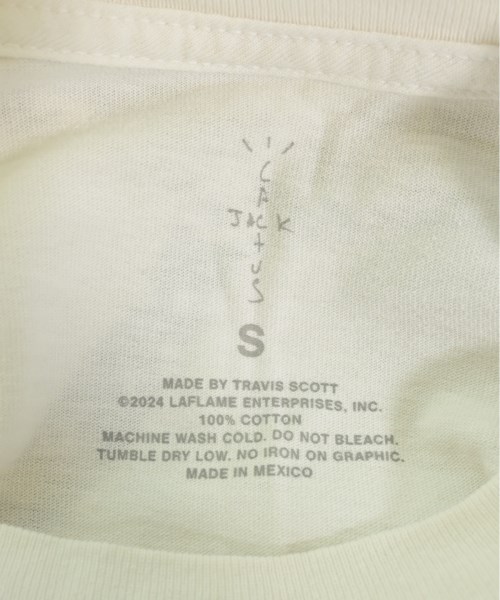 CACTUS
JACK
S
MADE BY TRAVIS SCOTT
©2024 LAFLAME ENTERPRISES, INC.
100% COTTON
MACHINE WASH COLD. DO NOT BLEACH.
TUMBLE DRY LOW. NO IRON ON GRAPHIC.
MADE IN MEXICO